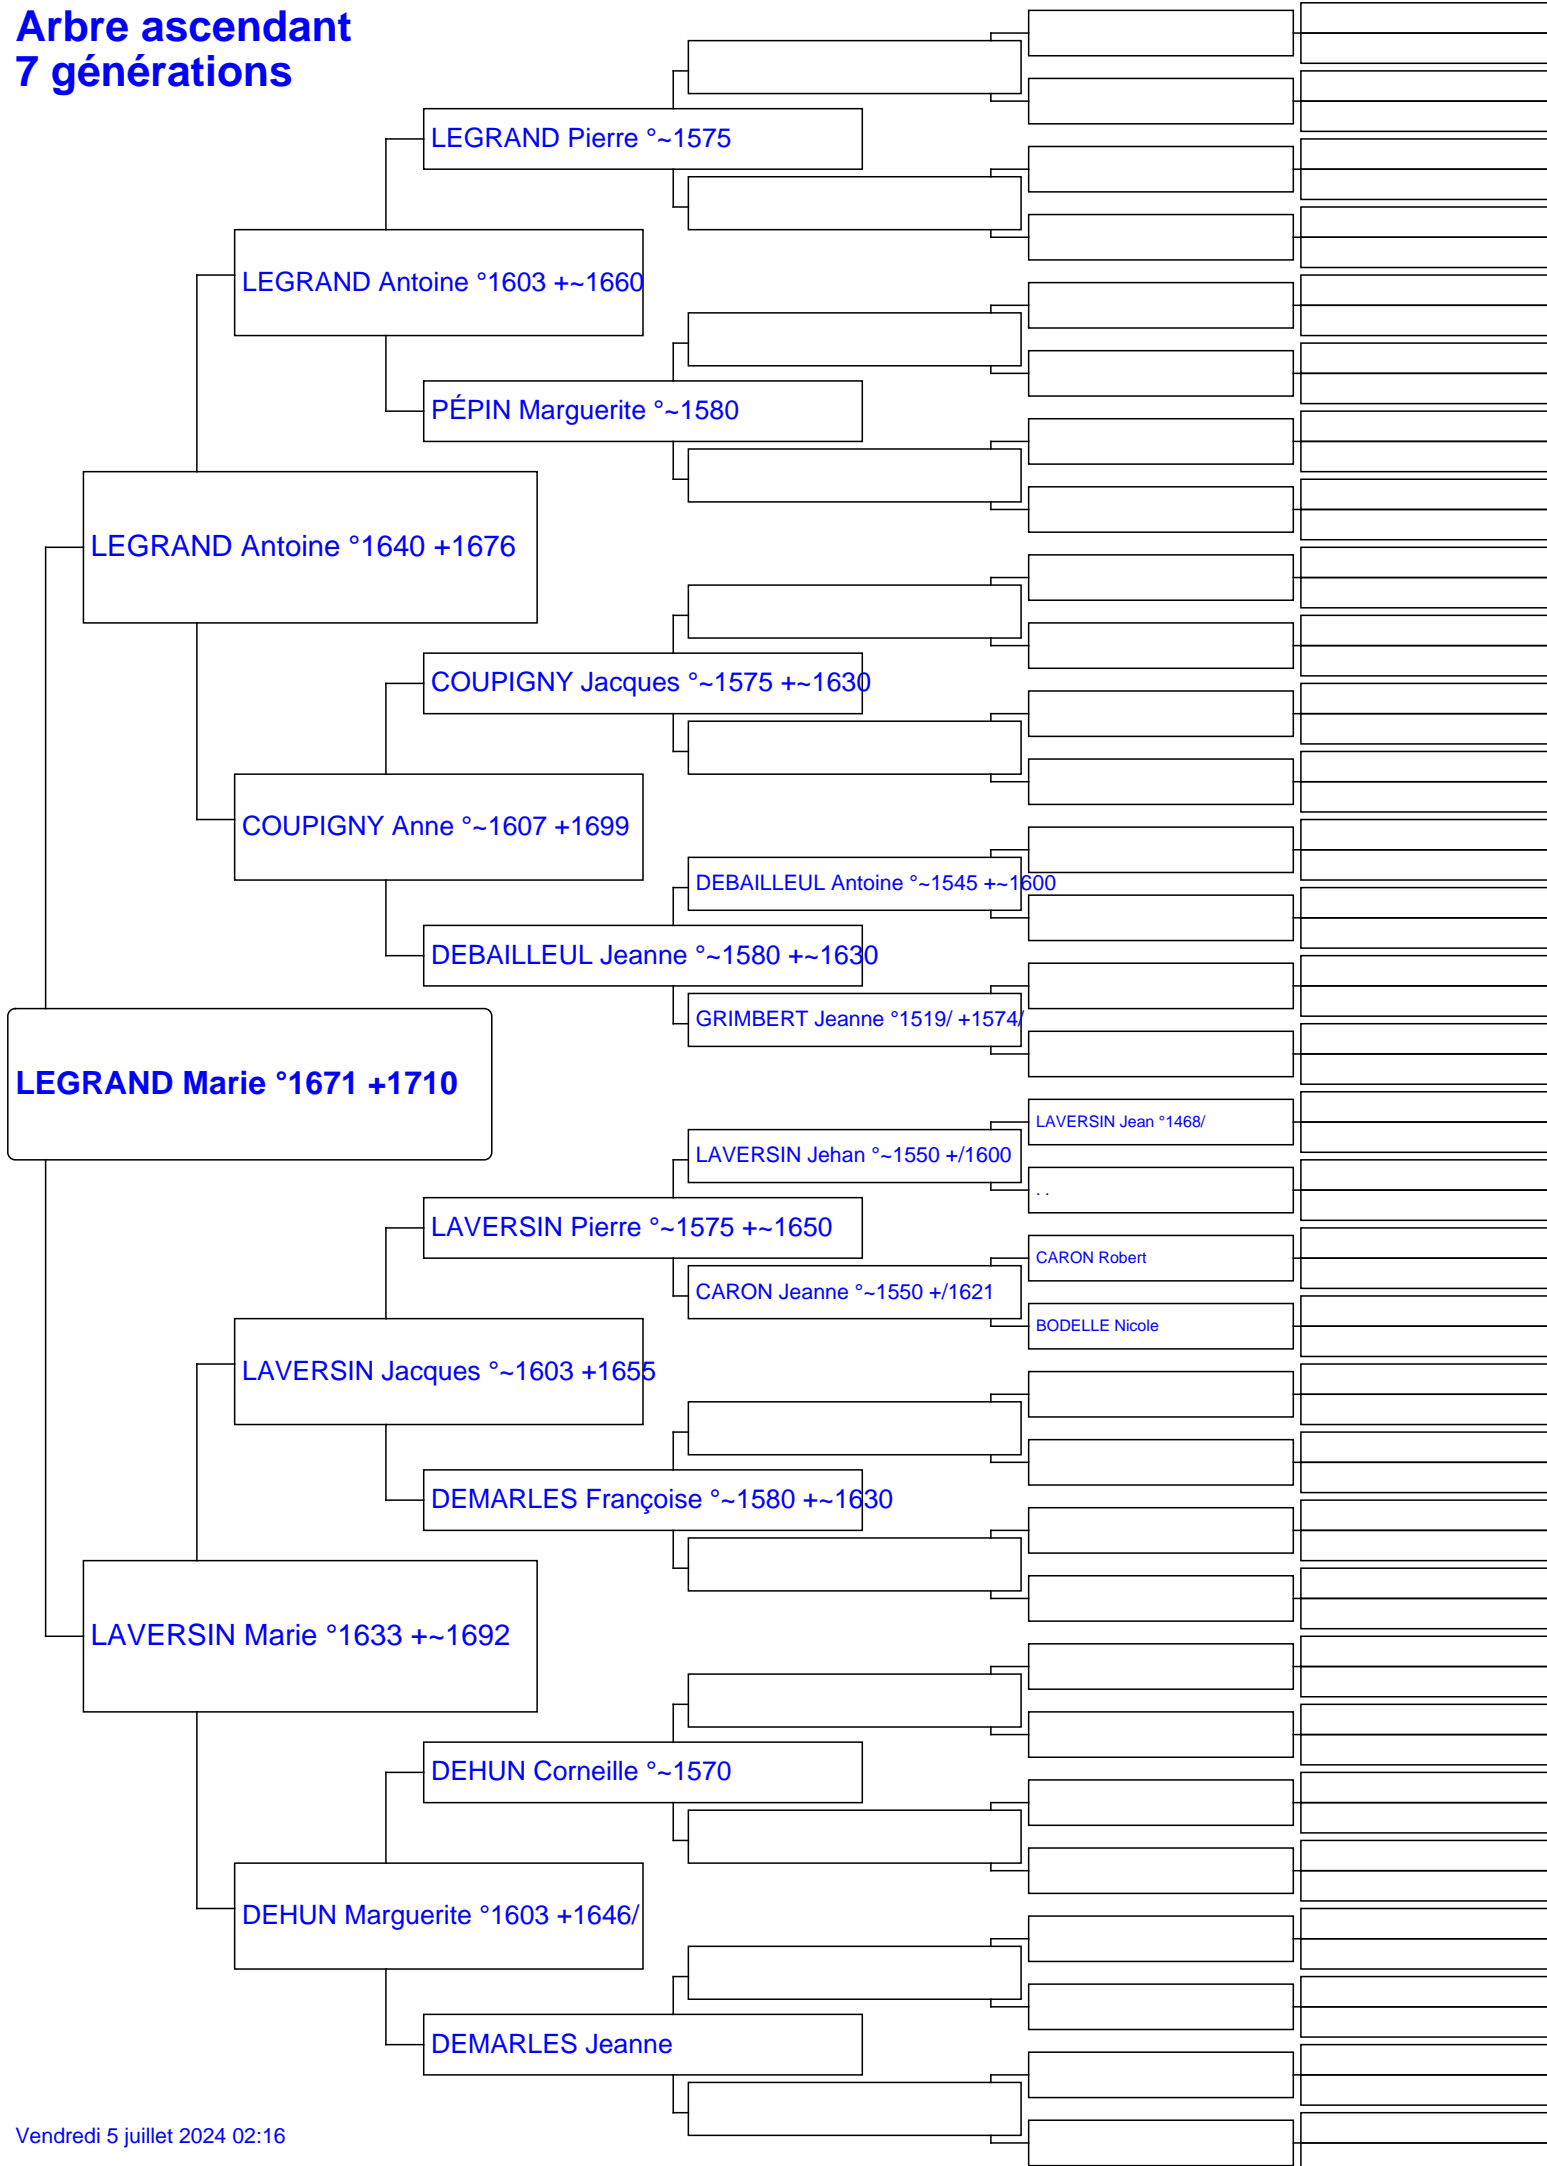 Arbre ascendant
7 générations
LEGRAND Pierre °~1575
LEGRAND Antoine °1603 +~1660
PÉPIN Marguerite °~1580
LEGRAND Antoine °1640 +1676
COUPIGNY Jacques °~1575 +~1630
COUPIGNY Anne °~1607 +1699
DEBAILLEUL Antoine °~1545 +~1600
DEBAILLEUL Jeanne °~1580 +~1630
GRIMBERT Jeanne °1519/ +1574/
LEGRAND Marie °1671 +1710
LAVERSIN Jean °1468/
LAVERSIN Jehan °~1550 +/1600
. .
LAVERSIN Pierre °~1575 +~1650
CARON Robert
CARON Jeanne °~1550 +/1621
BODELLE Nicole
LAVERSIN Jacques °~1603 +1655
DEMARLES Françoise °~1580 +~1630
LAVERSIN Marie °1633 +~1692
DEHUN Corneille °~1570
DEHUN Marguerite °1603 +1646/
DEMARLES Jeanne
Vendredi 5 juillet 2024 02:16